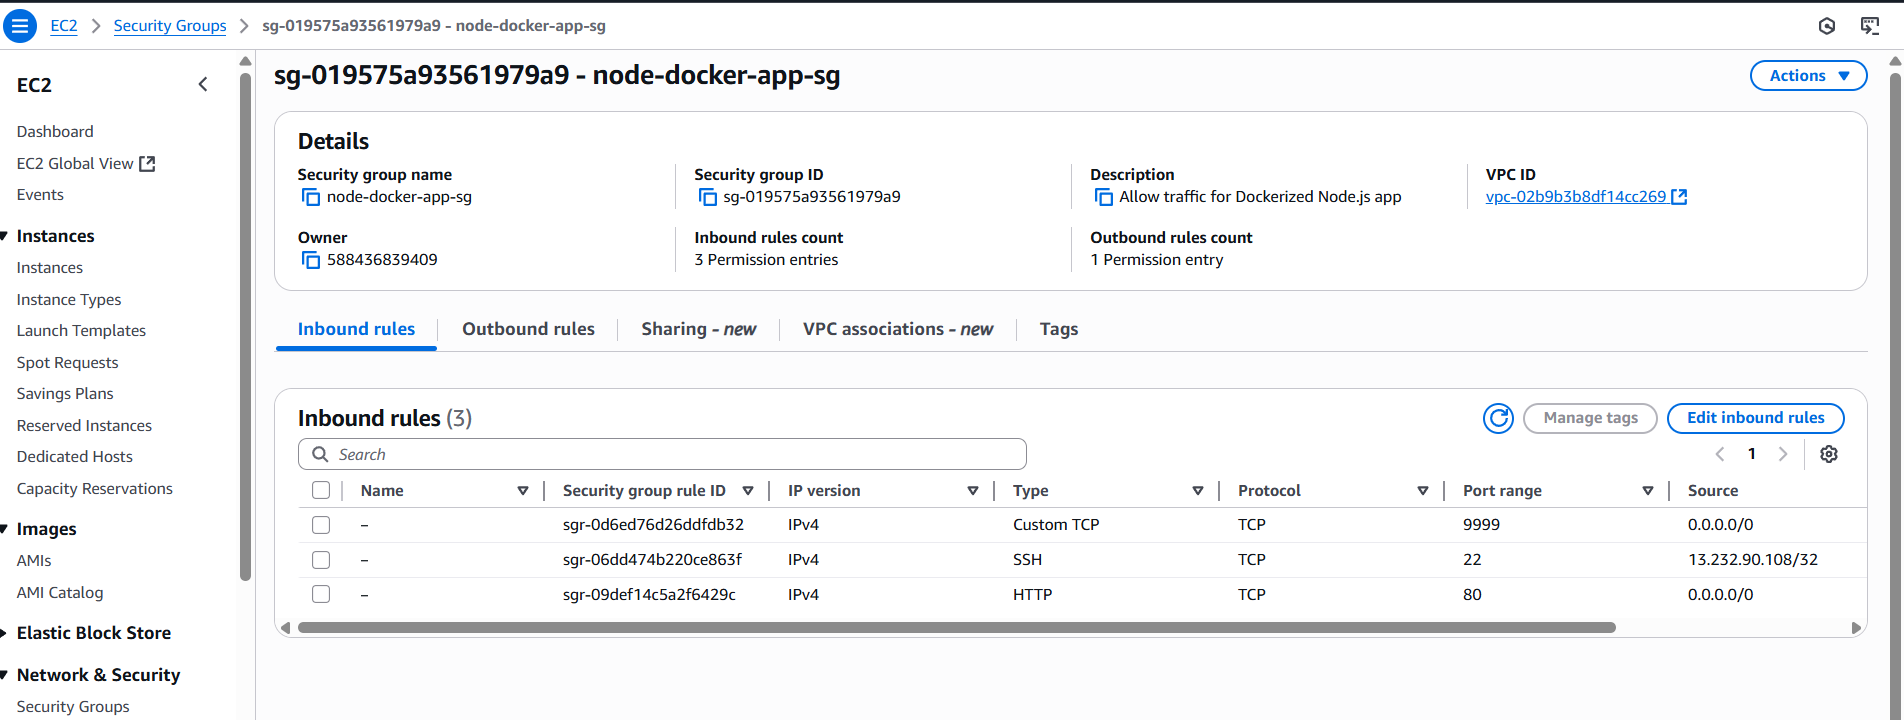 EC2 > Security Groups > sg-019575a93561979a9 - node-docker-app-sg
EC2
Dashboard
EC2 Global View
Events
Instances
Instances
Instance Types
Launch Templates
Spot Requests
Savings Plans
Reserved Instances
Dedicated Hosts
Capacity Reservations
Images
AMIs
AMI Catalog
Elastic Block Store
Network & Security
Security Groups
sg-019575a93561979a9 - node-docker-app-sg
Actions
Details
Security group name
node-docker-app-sg
Security group ID
sg-019575a93561979a9
Description
Allow traffic for Dockerized Node.js app
VPC ID
vpc-02b9b3b8df14cc269
Owner
588436839409
Inbound rules count
3 Permission entries
Outbound rules count
1 Permission entry
Inbound rules Outbound rules Sharing - new VPC associations - new Tags
Inbound rules (3)
Manage tags
Edit inbound rules
Search
1
Name Security group rule ID IP version Type Protocol Port range Source
– sgr-0d6ed76d26ddfdb32 IPv4 Custom TCP TCP 9999 0.0.0.0/0
– sgr-06dd474b220ce863f IPv4 SSH TCP 22 13.232.90.108/32
– sgr-09def14c5a2f6429c IPv4 HTTP TCP 80 0.0.0.0/0